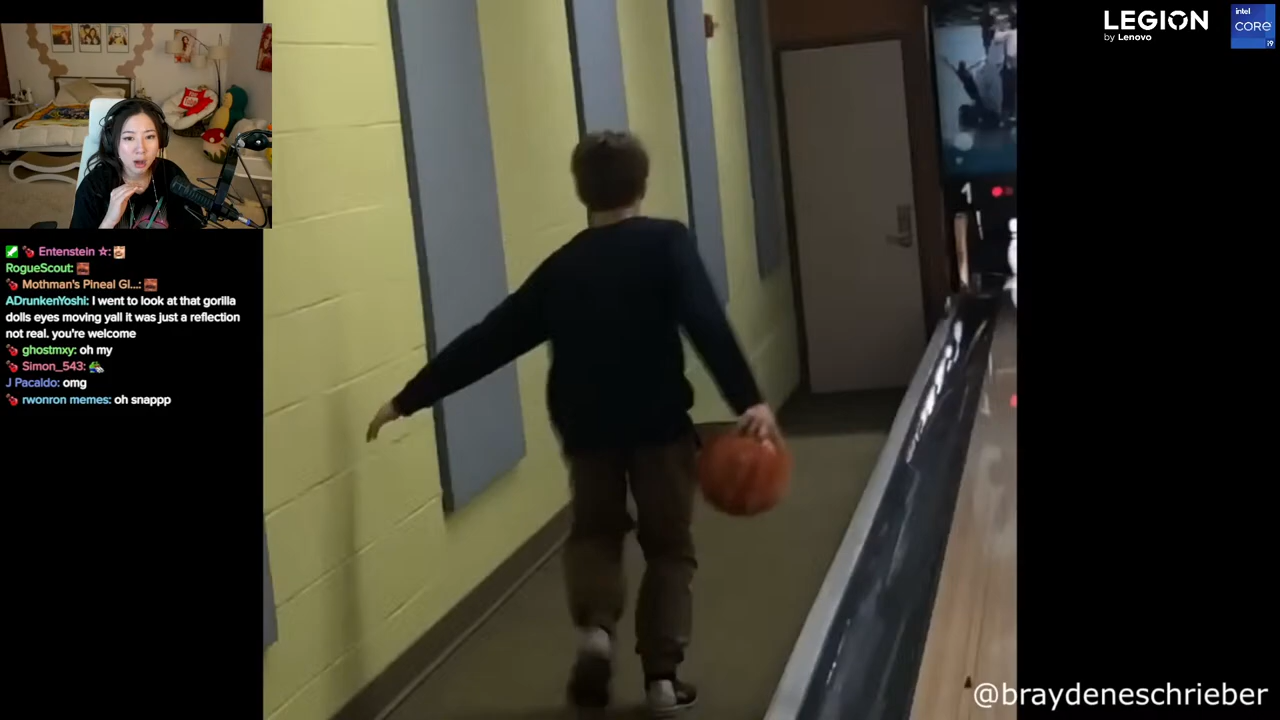 LEGION
by Lenovo
intel
CORE
i9
Entenstein ☆:
RogueScout:
Mothman's Pineal Gl...:
ADrunkenYoshi: I went to look at that gorilla
dolls eyes moving yall it was just a reflection
not real. you're welcome
ghostmxy: oh my
Simon_543:
J Pacaldo: omg
rwonron memes: oh snappp
1
@braydeneschrieber